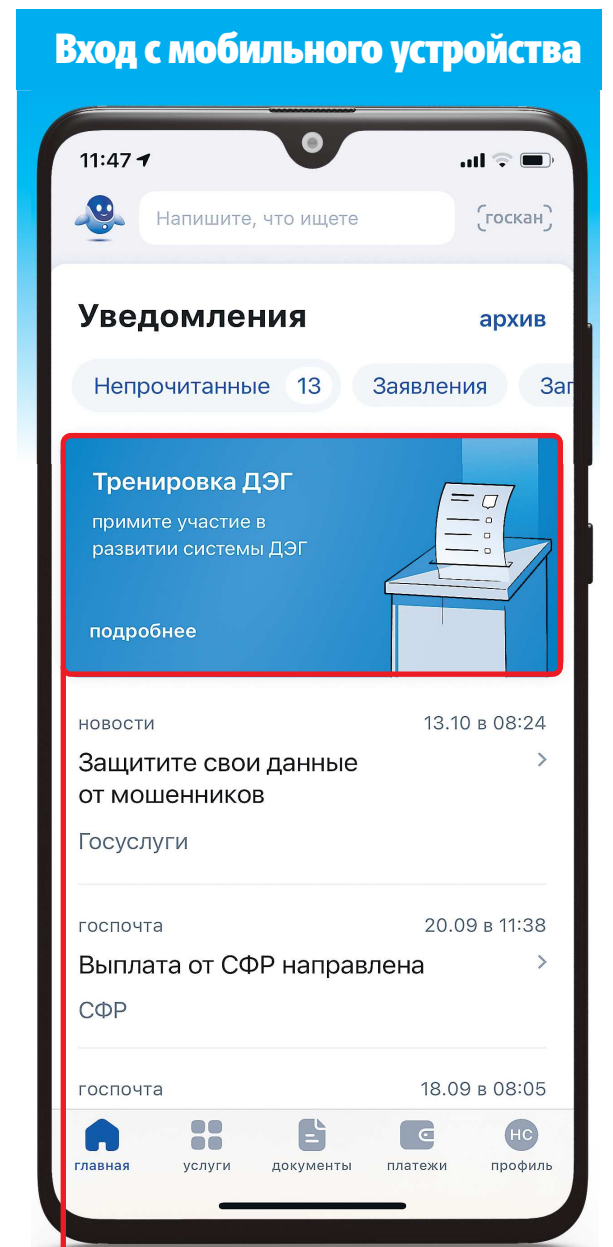 Вход с мобильного устройства
11:47
Напишите, что ищете
госкан
Уведомления
архив
Непрочитанные 13
Заявления
Зап
Тренировка ДЭГ
примите участие в
развитии системы ДЭГ
подробнее
новости
13.10 в 08:24
Защитите свои данные
от мошенников
Госуслуги
госпочта
20.09 в 11:38
Выплата от СФР направлена
СФР
госпочта
18.09 в 08:05
НС
главная
услуги
документы
платежи
профиль